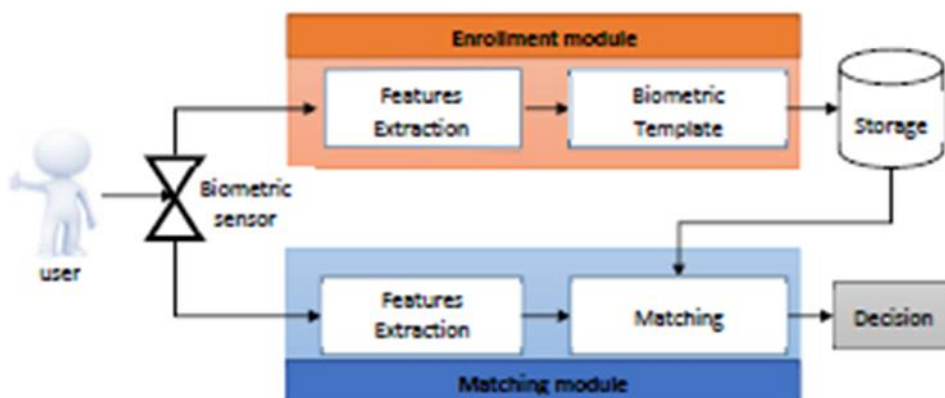 Enrollment module
Features
Extraction
Biometric
Template
Storage
Biometric
sensor
user
Features
Extraction
Matching
Decision
Matching module